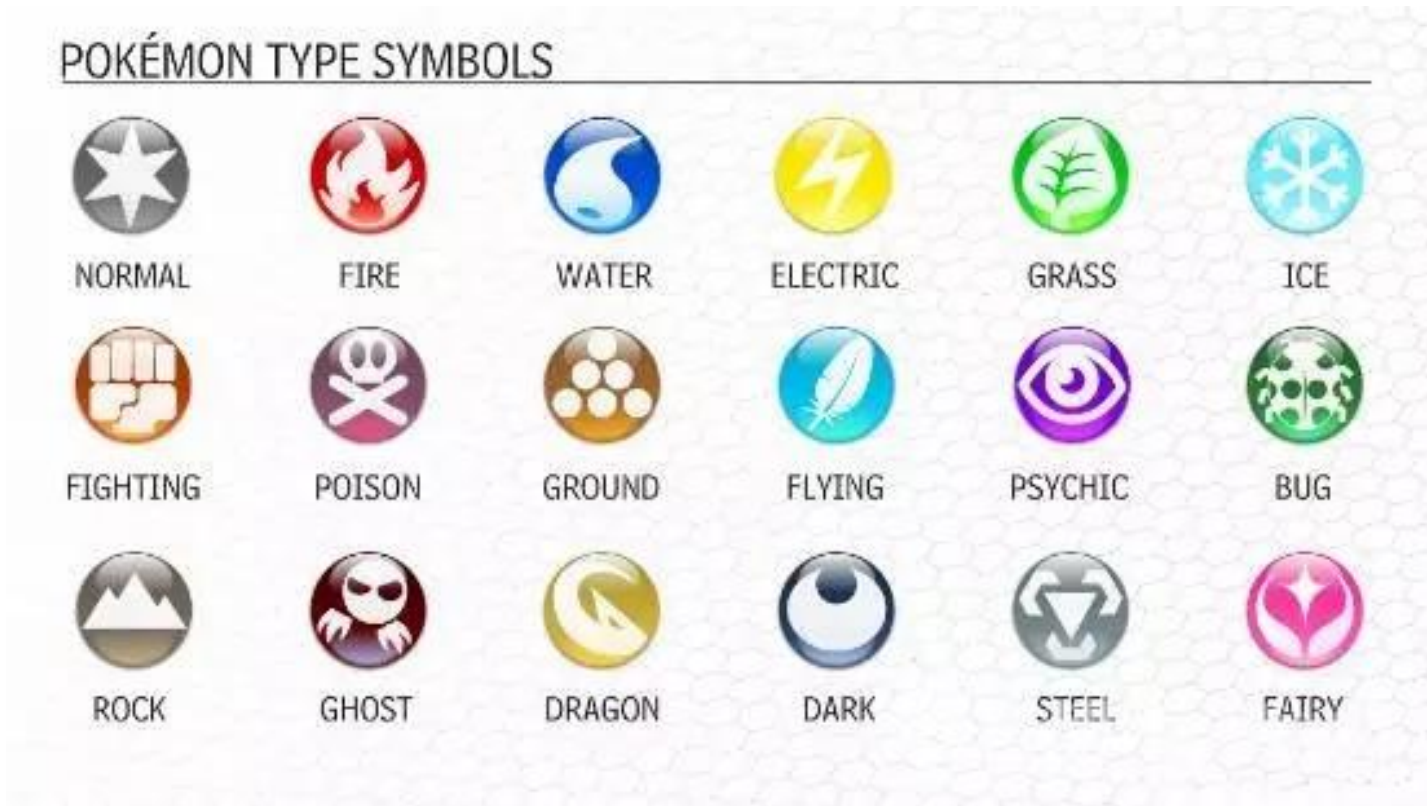 POKÉMON TYPE SYMBOLS
NORMAL FIRE WATER ELECTRIC GRASS ICE
FIGHTING POISON GROUND FLYING PSYCHIC BUG
ROCK GHOST DRAGON DARK STEEL FAIRY